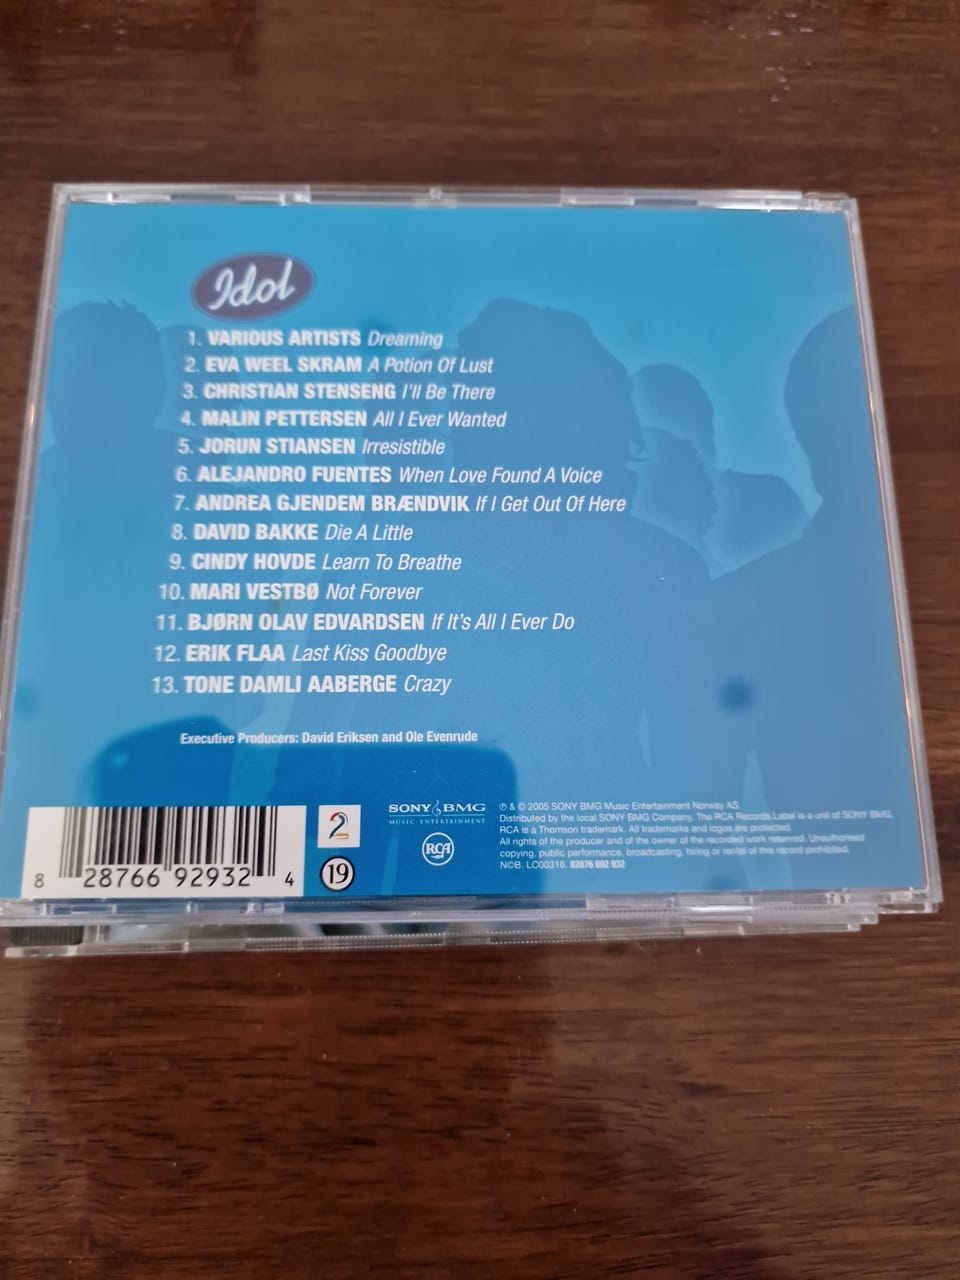 Idol
1. VARIOUS ARTISTS Dreaming
2. EVA WEEL SKRAM A Potion Of Lust
3. CHRISTIAN STENSENG I'll Be There
4. MALIN PETTERSEN All I Ever Wanted
5. JORUN STIANSEN Irresistible
6. ALEJANDRO FUENTES When Love Found A Voice
7. ANDREA GJENDEM BRÆNDVIK If I Get Out Of Here
8. DAVID BAKKE Die A Little
9. CINDY HOVDE Learn To Breathe
10. MARI VESTBØ Not Forever
11. BJØRN OLAV EDVARDSEN If It's All I Ever Do
12. ERIK FLAA Last Kiss Goodbye
13. TONE DAMLI AABERGE Crazy
Executive Producers: David Eriksen and Ole Evenrude
8 28766 92932 4
2
19
SONY BMG
MUSIC ENTERTAINMENT
RCA
℗ & © 2005 SONY BMG Music Entertainment Norway AS.
Distributed by the local SONY BMG Company. The RCA Records Label is a unit of SONY BMG.
RCA is a Thomson trademark. All trademarks and logos are protected.
All rights of the producer and of the owner of the recorded work reserved. Unauthorised
copying, public performance, broadcasting, hiring or rental of this record prohibited.
N©B. LC00316. 82876 692 932